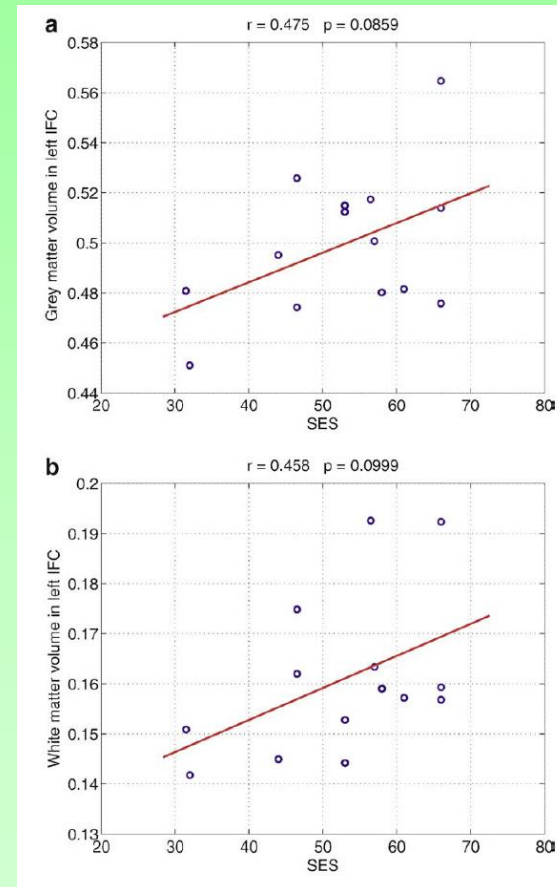 a
r = 0.475 p = 0.0859
Grey matter volume in left IFC
0.58
0.56
0.54
0.52
0.5
0.48
0.46
0.44
20 30 40 50 60 70 80
SES
b
r = 0.458 p = 0.0999
White matter volume in left IFC
0.2
0.19
0.18
0.17
0.16
0.15
0.14
0.13
20 30 40 50 60 70 80
SES